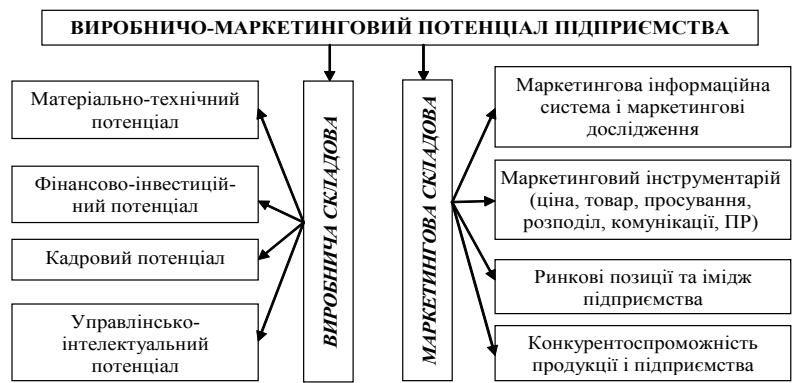 ВИРОБНИЧО-МАРКЕТИНГОВИЙ ПОТЕНЦІАЛ ПІДПРИЄМСТВА
Матеріально-технічний
потенціал
Фінансово-інвестицій-
ний потенціал
Кадровий потенціал
Управлінсько-
інтелектуальний
потенціал
ВИРОБНИЧА СКЛАДОВА
МАРКЕТИНГОВА СКЛАДОВА
Маркетингова інформаційна
система і маркетингові
дослідження
Маркетинговий інструментарій
(ціна, товар, просування,
розподіл, комунікації, ПР)
Ринкові позиції та імідж
підприємства
Конкурентоспроможність
продукції і підприємства